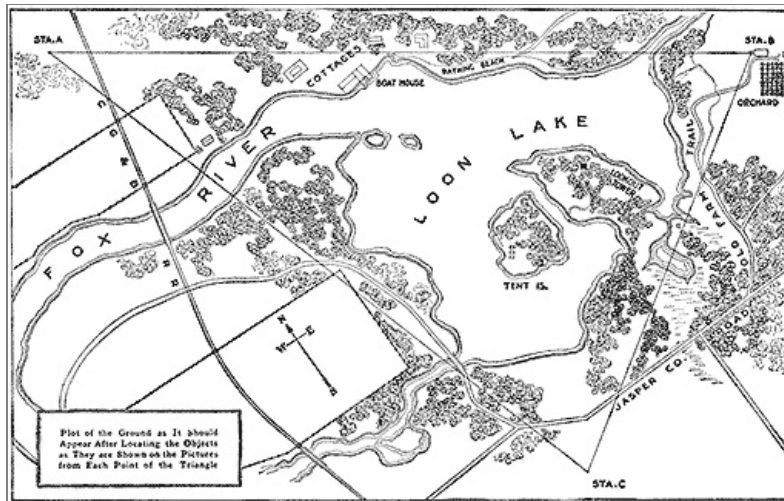 STA. A
STA. B
COTTAGES
BOAT HOUSE
BATHING BEACH
ORCHARD
FOX RIVER
LOON LAKE
LOOKOUT TOWER
TRAIL
OLD FARM
TENT IS.
N
W E
S
JASPER CO. ROAD
Plot of the Ground as It Should
Appear After Locating the Objects
as They are Shown on the Pictures
from Each Point of the Triangle
STA. C